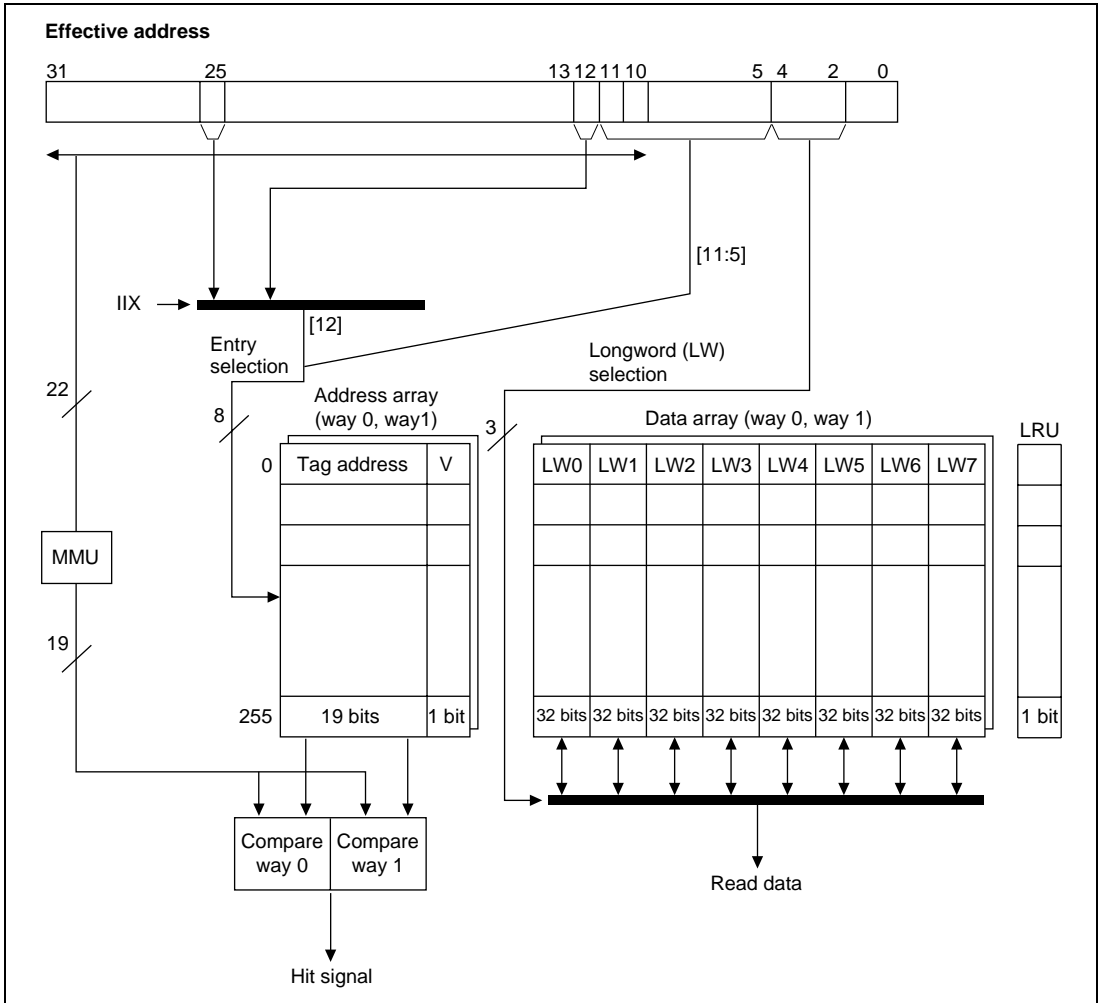 Effective address
31 25 13 12 11 10 5 4 2 0
[11:5]
IIX
[12]
Entry
selection
Longword (LW)
selection
22
8
Address array
(way 0, way1)
3
Data array (way 0, way 1)
LRU
0 Tag address V
LW0 LW1 LW2 LW3 LW4 LW5 LW6 LW7
MMU
19
255 19 bits 1 bit
32 bits 32 bits 32 bits 32 bits 32 bits 32 bits 32 bits 32 bits
1 bit
Compare
way 0
Compare
way 1
Read data
Hit signal